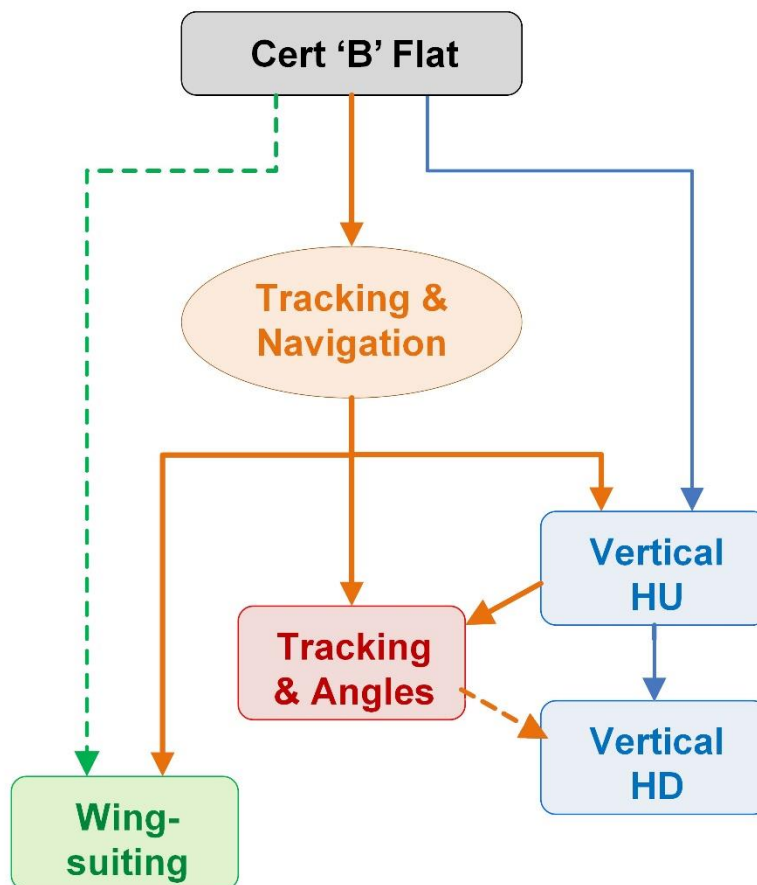 Cert ‘B’ Flat
Tracking &
Navigation
Vertical
HU
Tracking
& Angles
Vertical
HD
Wing-
suiting